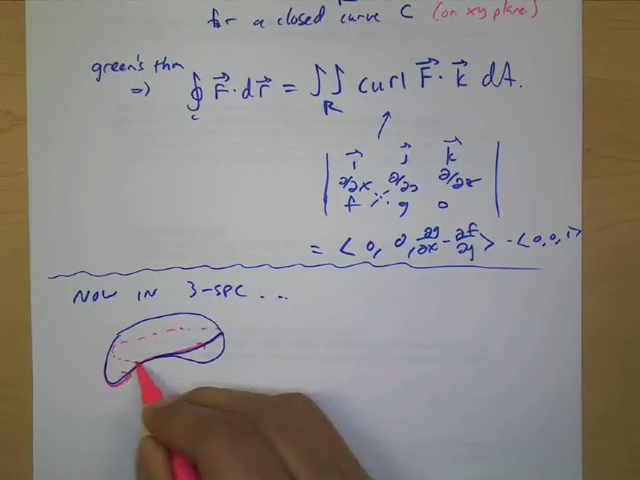 for a closed curve C (on xy plane)
green's thm
⇒ ∮c F⃗·dr⃗ = ∬R curl F⃗·k⃗ dA.
| i⃗ j⃗ k⃗ |
| ∂/∂x ∂/∂y ∂/∂z |
| f g 0 |
= < 0, 0, ∂g/∂x - ∂f/∂y > · <0,0,1>
NOW IN 3-SPC ...